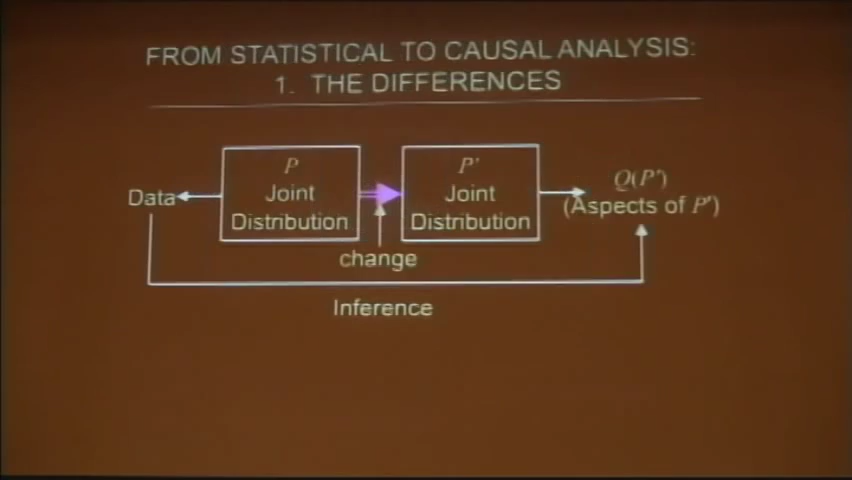 FROM STATISTICAL TO CAUSAL ANALYSIS:
1. THE DIFFERENCES
P
Joint
Distribution
P'
Joint
Distribution
Data
Q(P')
(Aspects of P')
change
Inference